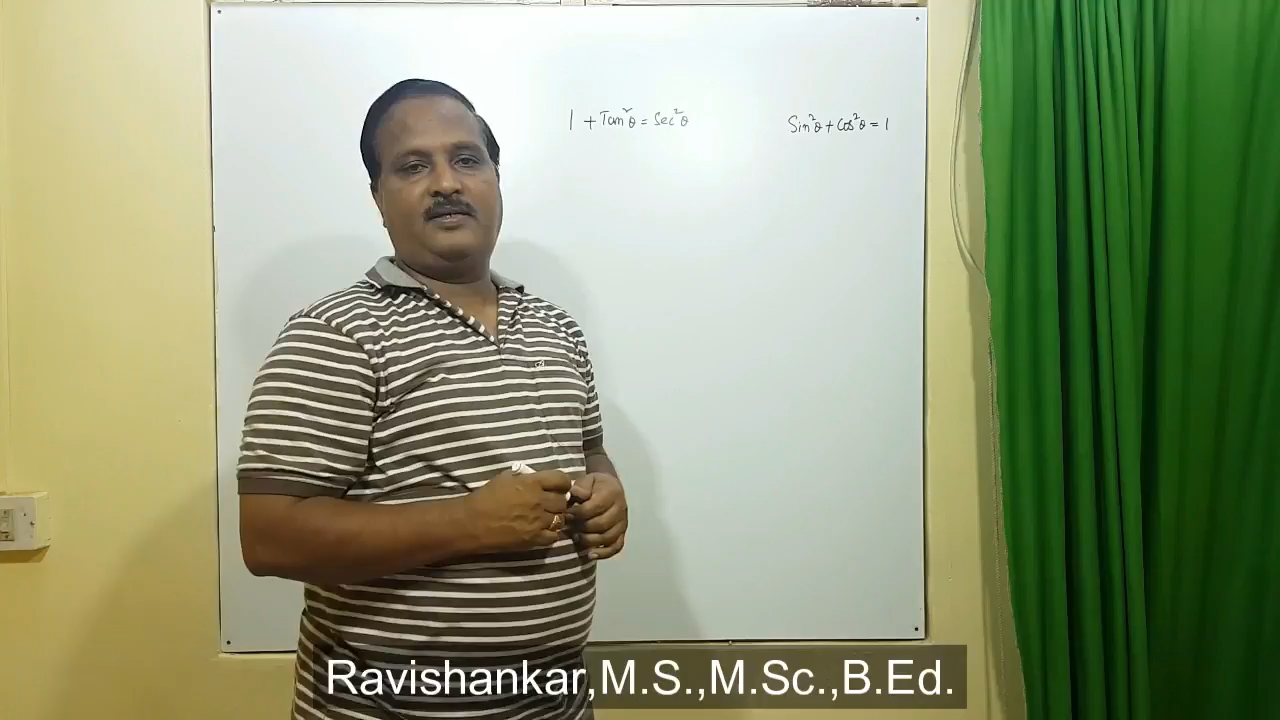 1 + Tan²θ = Sec²θ
Sin²θ + Cos²θ = 1
Ravishankar,M.S.,M.Sc.,B.Ed.